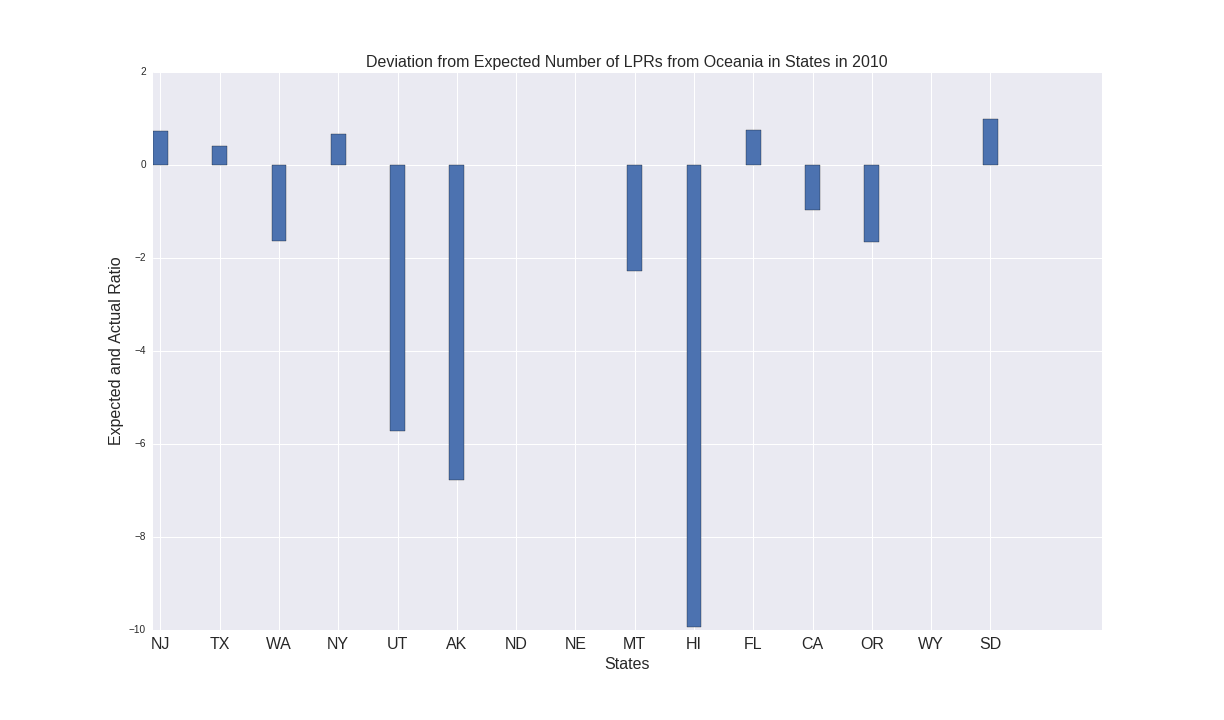 Deviation from Expected Number of LPRs from Oceania in States in 2010
2
0
−2
−4
−6
−8
−10
Expected and Actual Ratio
NJ TX WA NY UT AK ND NE MT HI FL CA OR WY SD
States